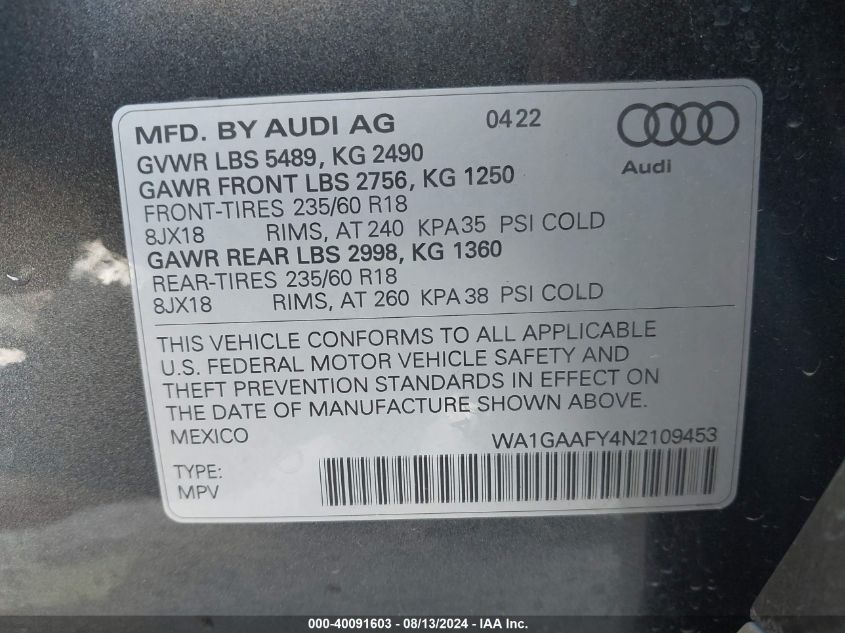 MFD. BY AUDI AG 0422
GVWR LBS 5489, KG 2490
GAWR FRONT LBS 2756, KG 1250
FRONT-TIRES 235/60 R18
8JX18 RIMS, AT 240 KPA 35 PSI COLD
GAWR REAR LBS 2998, KG 1360
REAR-TIRES 235/60 R18
8JX18 RIMS, AT 260 KPA 38 PSI COLD
Audi
THIS VEHICLE CONFORMS TO ALL APPLICABLE
U.S. FEDERAL MOTOR VEHICLE SAFETY AND
THEFT PREVENTION STANDARDS IN EFFECT ON
THE DATE OF MANUFACTURE SHOWN ABOVE.
MEXICO WA1GAAFY4N2109453
TYPE:
MPV
000-40091603 - 08/13/2024 - IAA Inc.